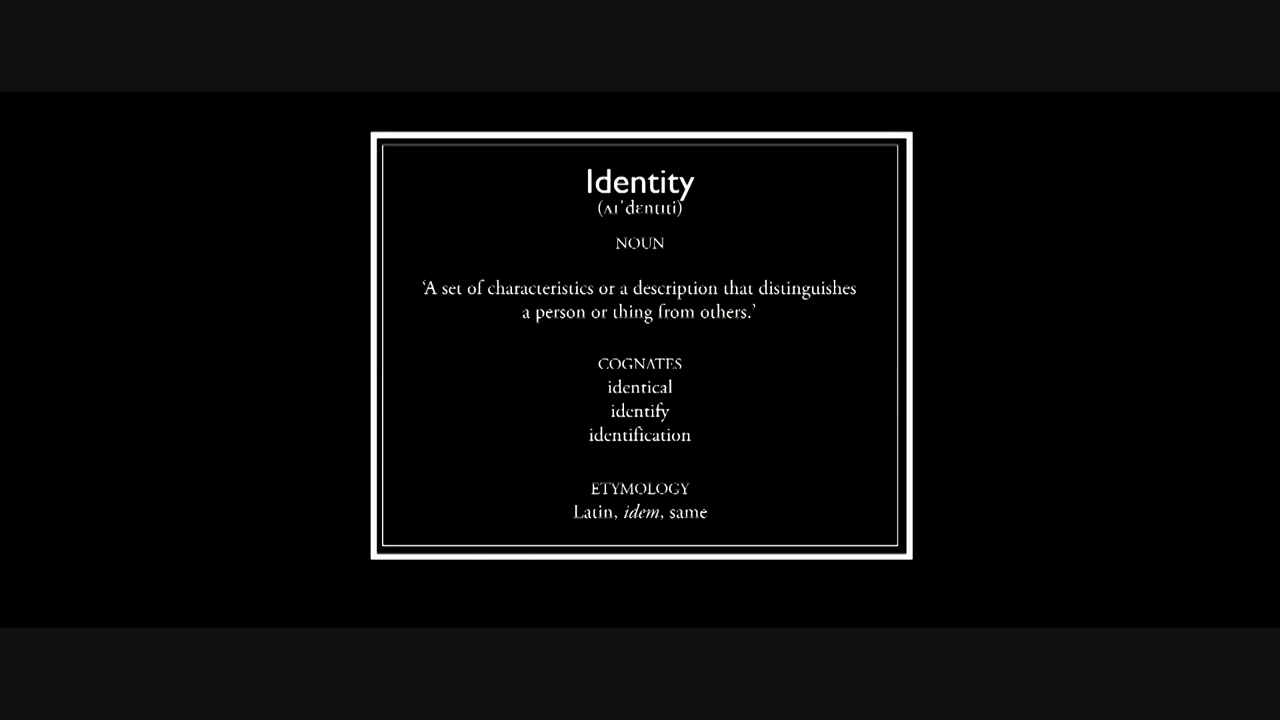 Identity
(ʌɪˈdɛntɪti)
NOUN
‘A set of characteristics or a description that distinguishes
a person or thing from others.’
COGNATES
identical
identify
identification
ETYMOLOGY
Latin, idem, same